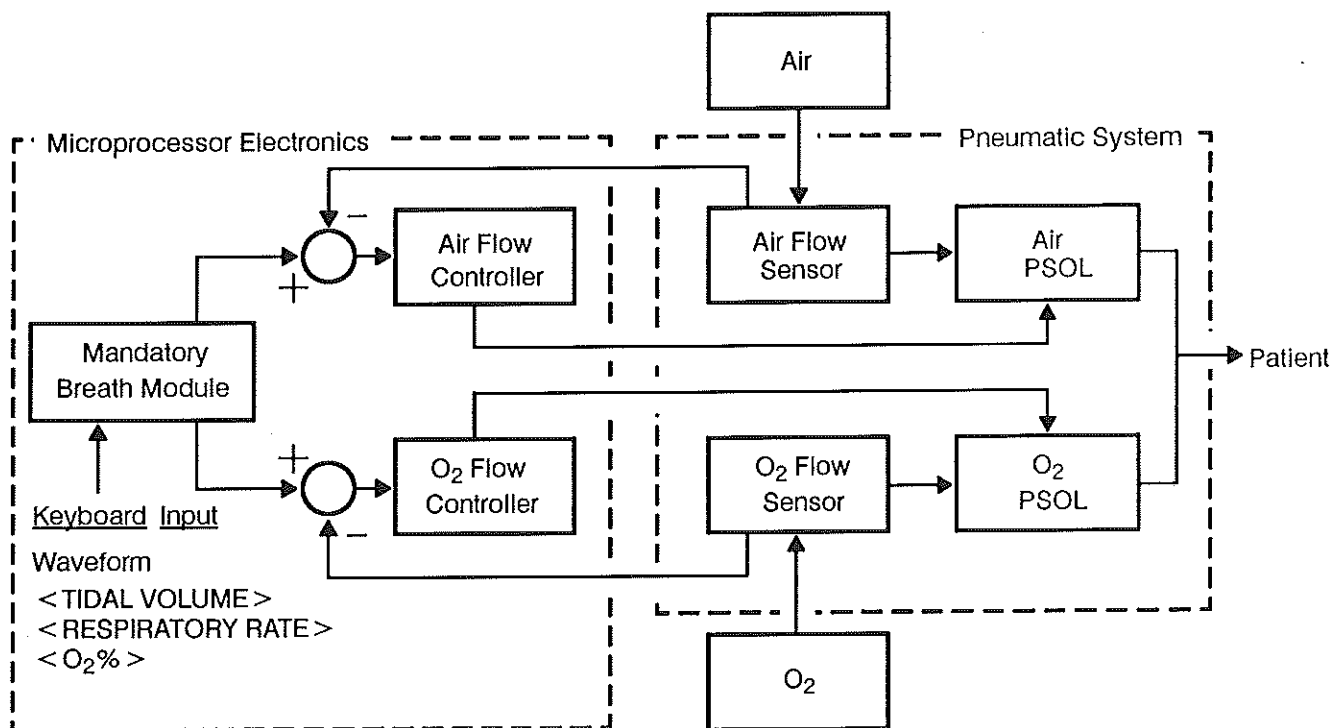 Air
Microprocessor Electronics
Pneumatic System
−
Air Flow
Controller
Air Flow
Sensor
Air
PSOL
+
Mandatory
Breath Module
Patient
+
O₂ Flow
Controller
O₂ Flow
Sensor
O₂
PSOL
−
Keyboard Input
Waveform
<TIDAL VOLUME>
<RESPIRATORY RATE>
<O₂%>
O₂